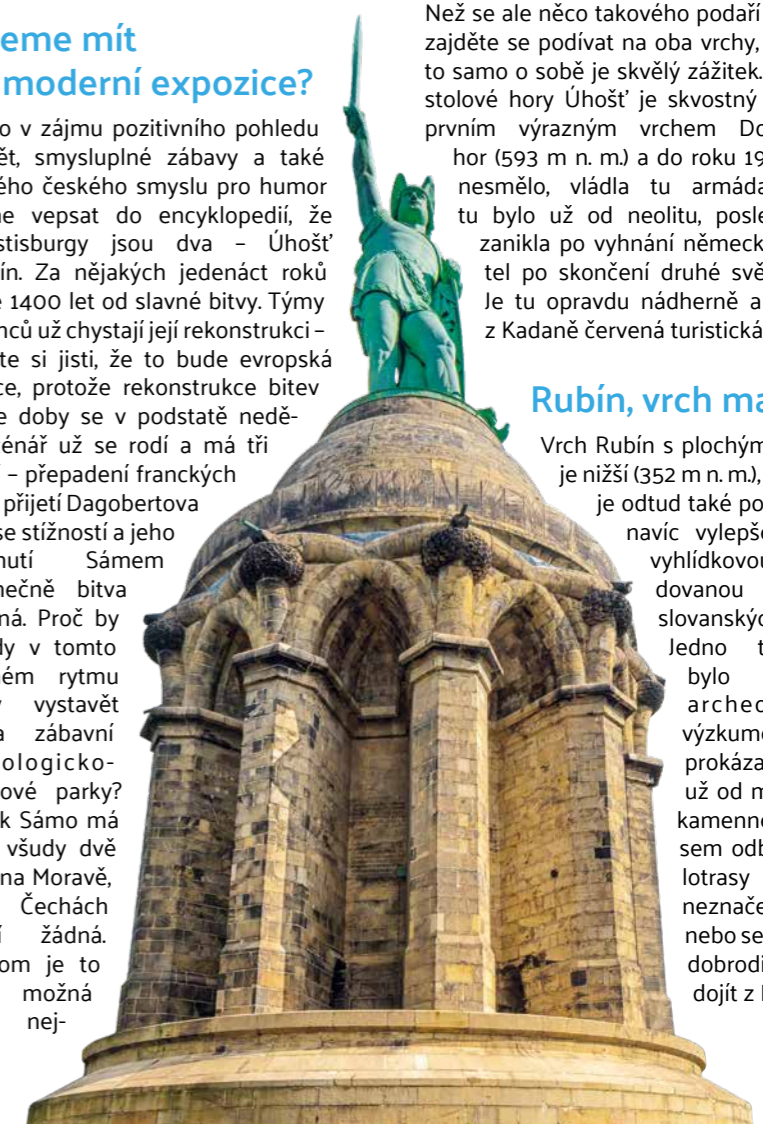 eme mít
moderní expozice?
o v zájmu pozitivního pohledu
ět, smysluplné zábavy a také
ého českého smyslu pro humor
ne vepsat do encyklopedií, že
stisburgy jsou dva – Úhošť
ín. Za nějakých jedenáct roků
e 1400 let od slavné bitvy. Týmy
nců už chystají její rekonstrukci –
te si jisti, že to bude evropská
ce, protože rekonstrukce bitev
e doby se v podstatě nedě-
énář už se rodí a má tři
í – přepadení franckých
přijetí Dagobertova
se stížností a jeho
nutí Sámem
nečně bitva
ná. Proč by
dy v tomto
ném rytmu
y vystavět
a zábavní
ologicko-
ové parky?
k Sámo má
všudy dvě
na Moravě,
Čechách
í žádná.
om je to
možná
nej-
Než se ale něco takového podaří
zajděte se podívat na oba vrchy,
to samo o sobě je skvělý zážitek.
stolové hory Úhošť je skvostný
prvním výrazným vrchem Do
hor (593 m n. m.) a do roku 19
nesmělo, vládla tu armáda
tu bylo už od neolitu, posle
zanikla po vyhnání německ
tel po skončení druhé svě
Je tu opravdu nádherně a
z Kadaně červená turistická
Rubín, vrch ma
Vrch Rubín s plochým
je nižší (352 m n. m.),
je odtud také po
navíc vylepše
vyhlídkovou
dovanou
slovanských
Jedno t
bylo
archeo
výzkume
prokáza
už od m
kamenné
sem odb
lotrasy
neznače
nebo se
dobrodi
dojít z